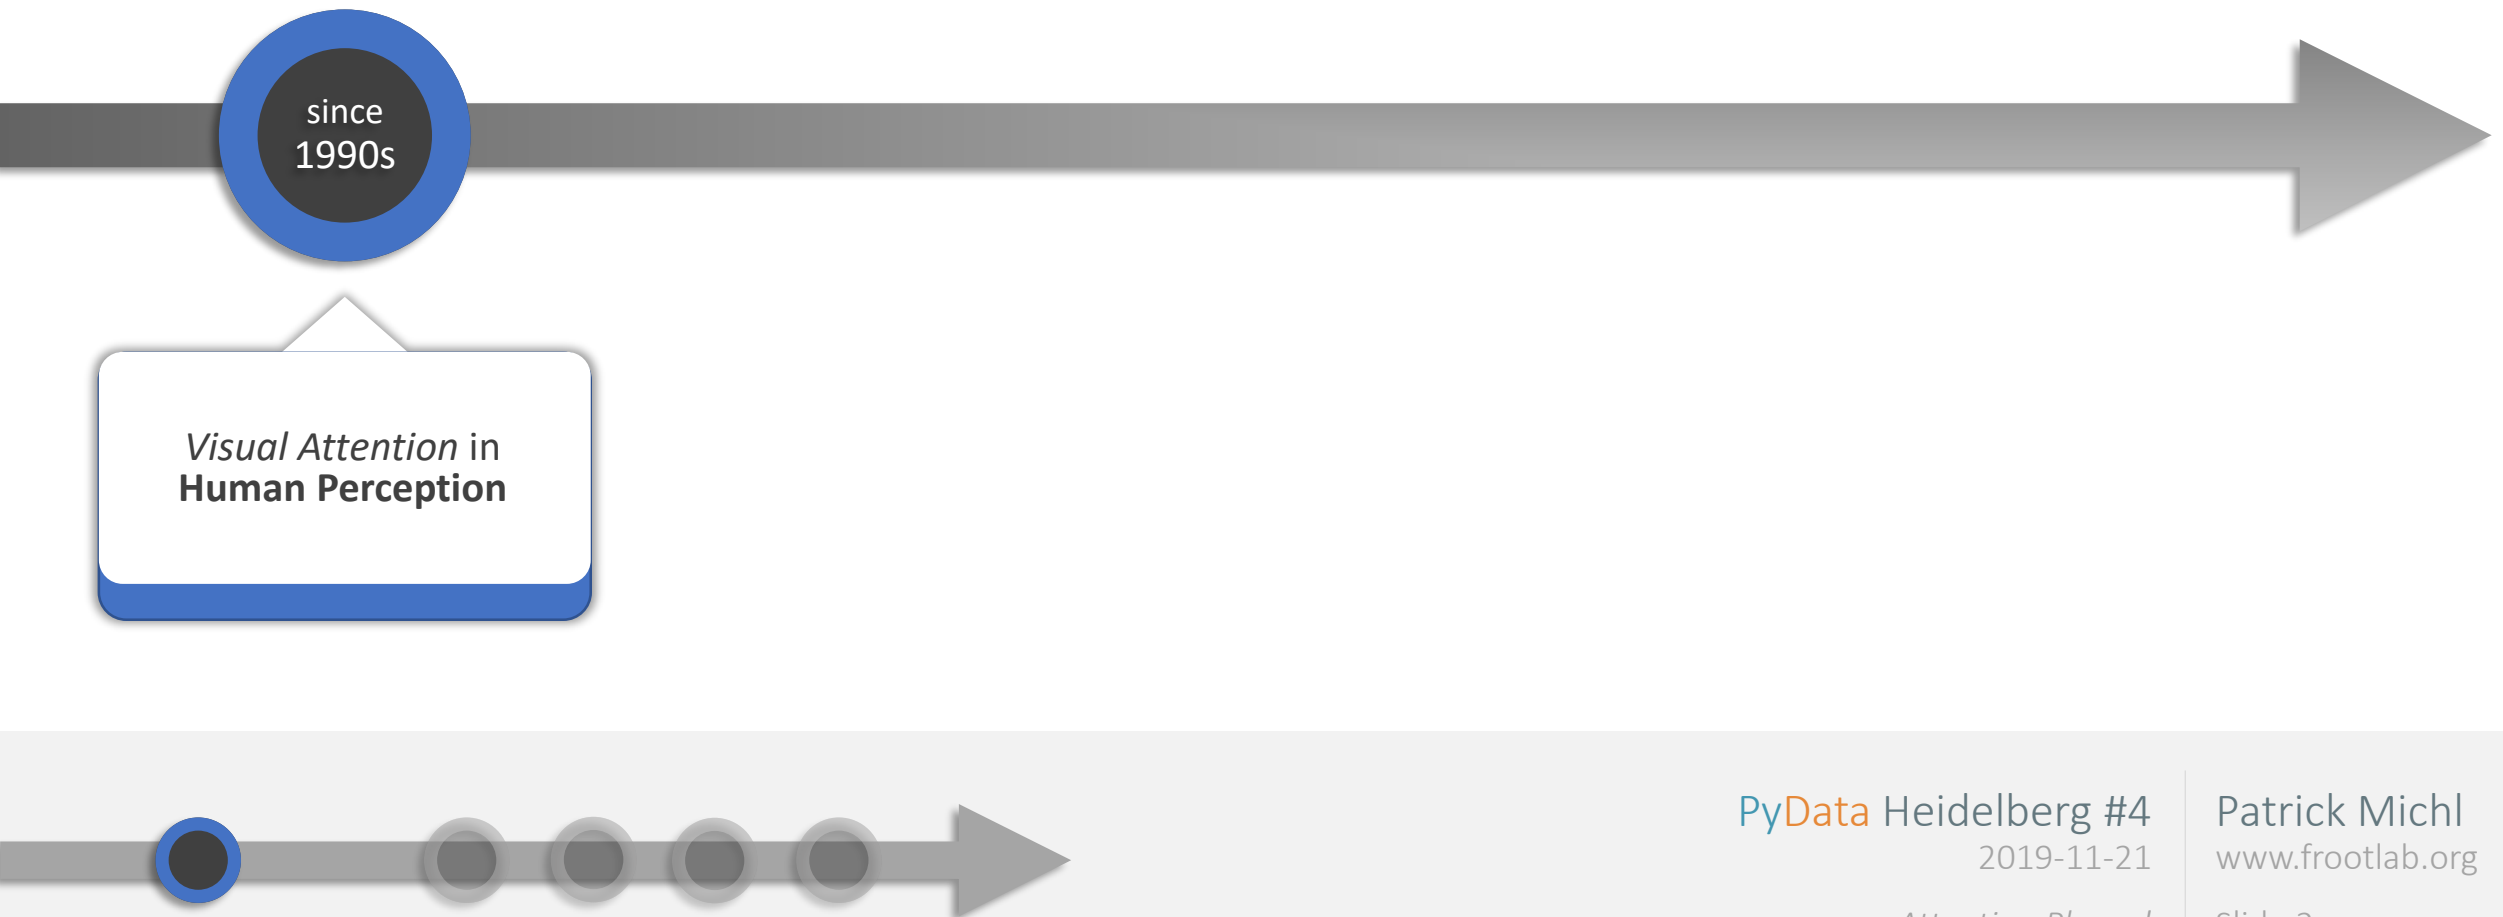 since
1990s
Visual Attention in
Human Perception
PyData Heidelberg #4
2019-11-21
Patrick Michl
www.frootlab.org